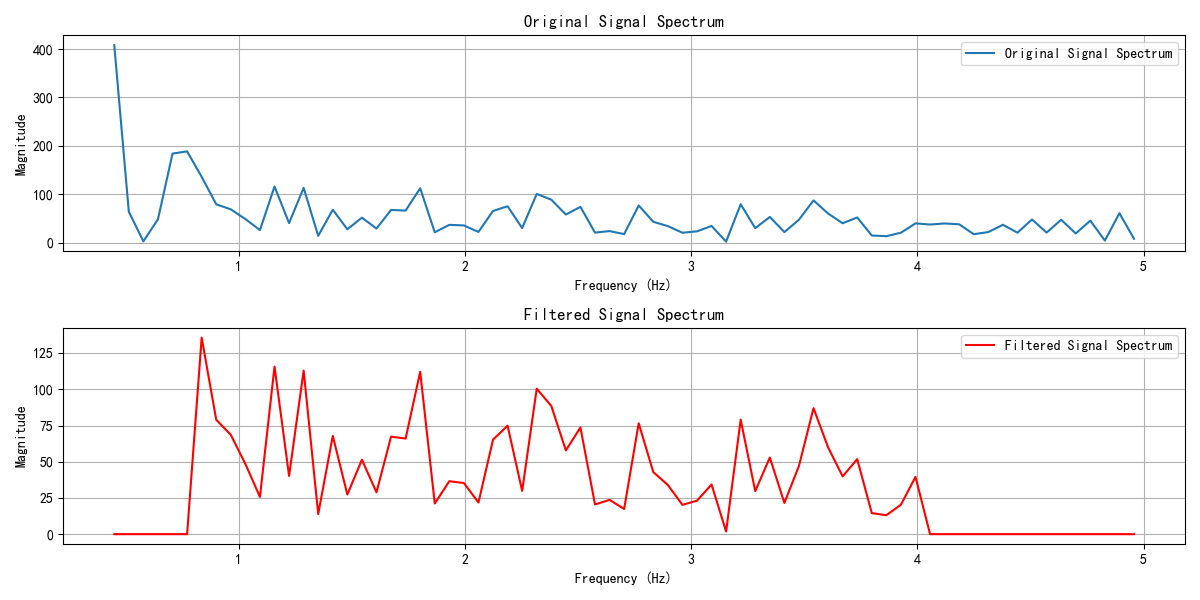 Original Signal Spectrum
Original Signal Spectrum
Magnitude
400
300
200
100
0
1 2 3 4 5
Frequency (Hz)
Filtered Signal Spectrum
Filtered Signal Spectrum
Magnitude
125
100
75
50
25
0
1 2 3 4 5
Frequency (Hz)